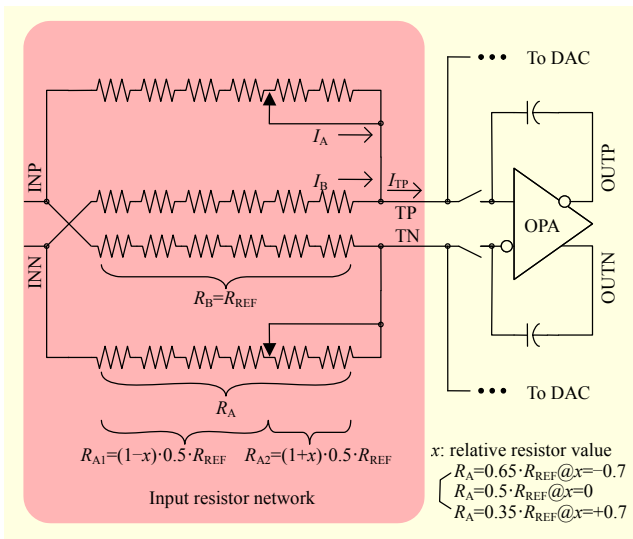 ••• To DAC
I_A
INP
I_B
I_TP
TP
OUTP
OPA
TN
INN
OUTN
R_B=R_REF
R_A
••• To DAC
R_A1=(1−x)·0.5·R_REF R_A2=(1+x)·0.5·R_REF
x: relative resistor value
R_A=0.65·R_REF@x=−0.7
R_A=0.5·R_REF@x=0
R_A=0.35·R_REF@x=+0.7
Input resistor network